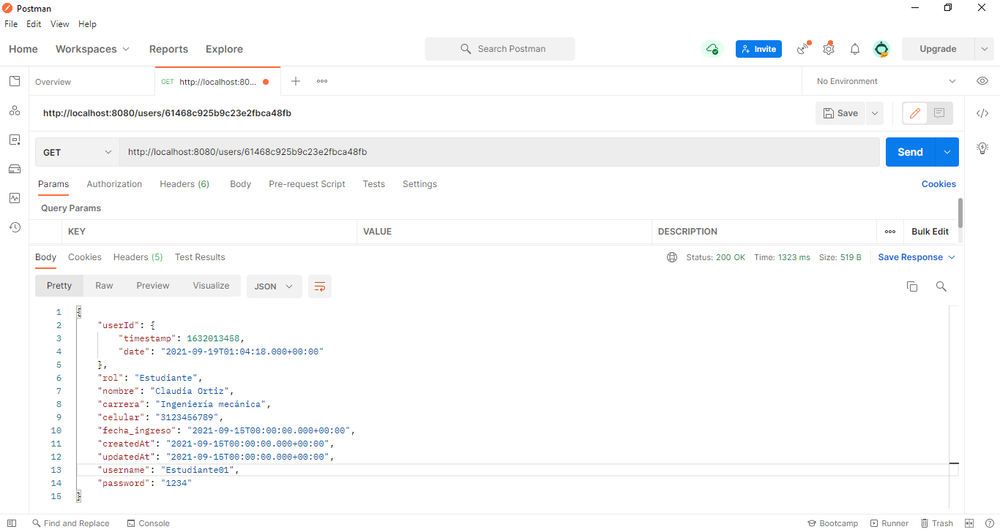 Postman
File Edit View Help
Home Workspaces Reports Explore Search Postman Invite Upgrade
Overview GET http://localhost:80... No Environment
http://localhost:8080/users/61468c925b9c23e2fbca48fb Save
GET http://localhost:8080/users/61468c925b9c23e2fbca48fb Send
Params Authorization Headers (6) Body Pre-request Script Tests Settings Cookies
Query Params
KEY VALUE DESCRIPTION Bulk Edit
Body Cookies Headers (5) Test Results Status: 200 OK Time: 1323 ms Size: 519 B Save Response
Pretty Raw Preview Visualize JSON
1 {
2 "userId": {
3 "timestamp": 1632013458,
4 "date": "2021-09-19T01:04:18.000+00:00"
5 },
6 "rol": "Estudiante",
7 "nombre": "Claudia Ortiz",
8 "carrera": "Ingeniería mecánica",
9 "celular": "3123456789",
10 "fecha_ingreso": "2021-09-15T00:00:00.000+00:00",
11 "createdAt": "2021-09-15T00:00:00.000+00:00",
12 "updatedAt": "2021-09-15T00:00:00.000+00:00",
13 "username": "Estudiante01",
14 "password": "1234"
15 }
Find and Replace Console Bootcamp Runner Trash